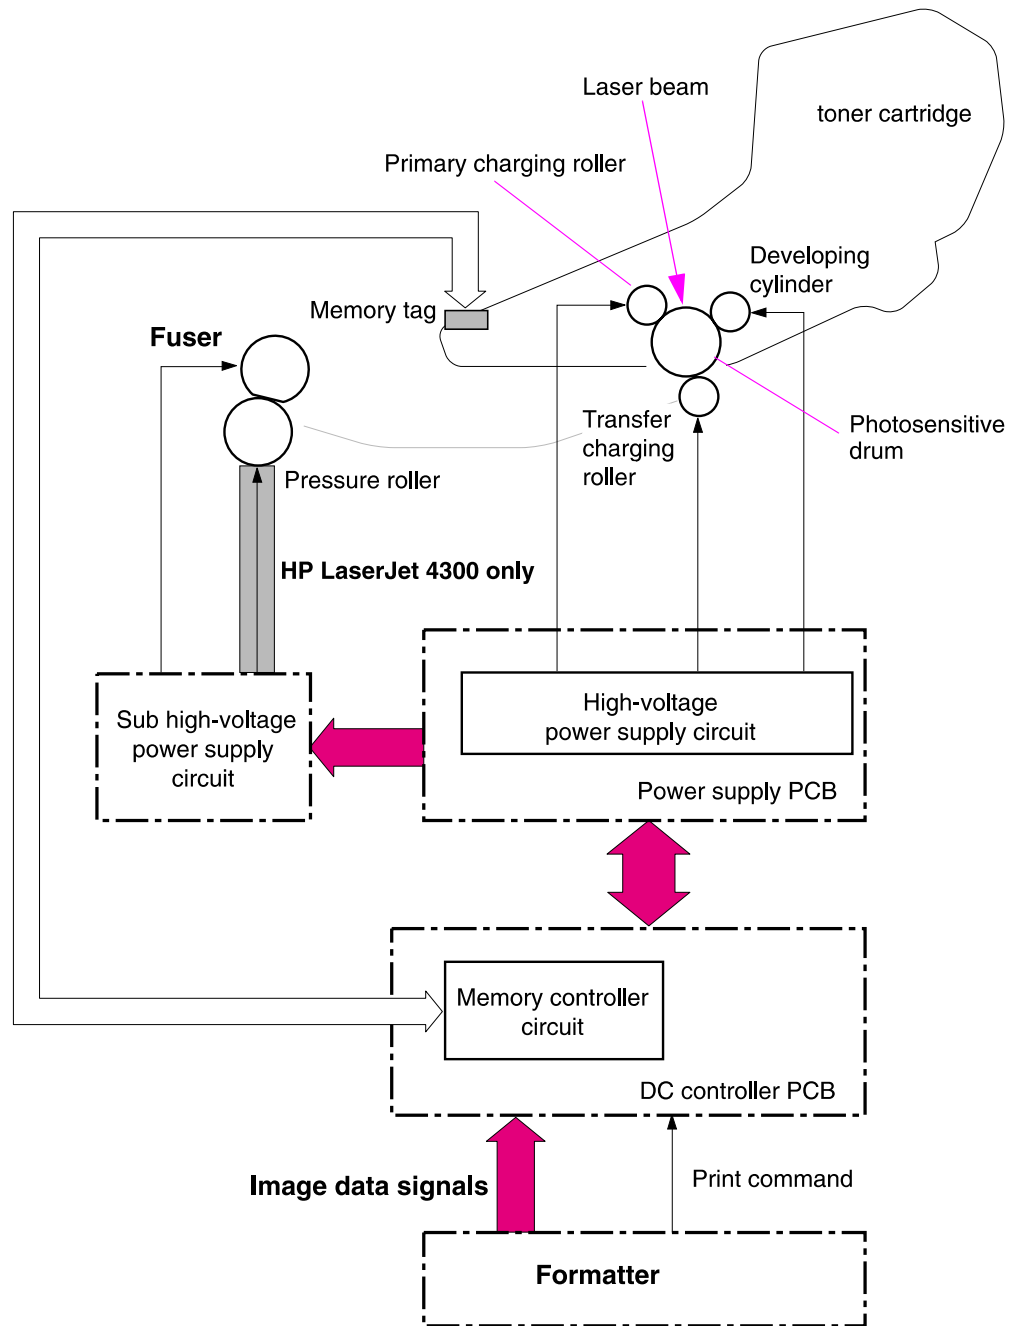 Laser beam
toner cartridge
Primary charging roller
Developing
cylinder
Memory tag
Fuser
Transfer
charging
roller
Photosensitive
drum
Pressure roller
HP LaserJet 4300 only
Sub high-voltage
power supply
circuit
High-voltage
power supply circuit
Power supply PCB
Memory controller
circuit
DC controller PCB
Image data signals
Print command
Formatter